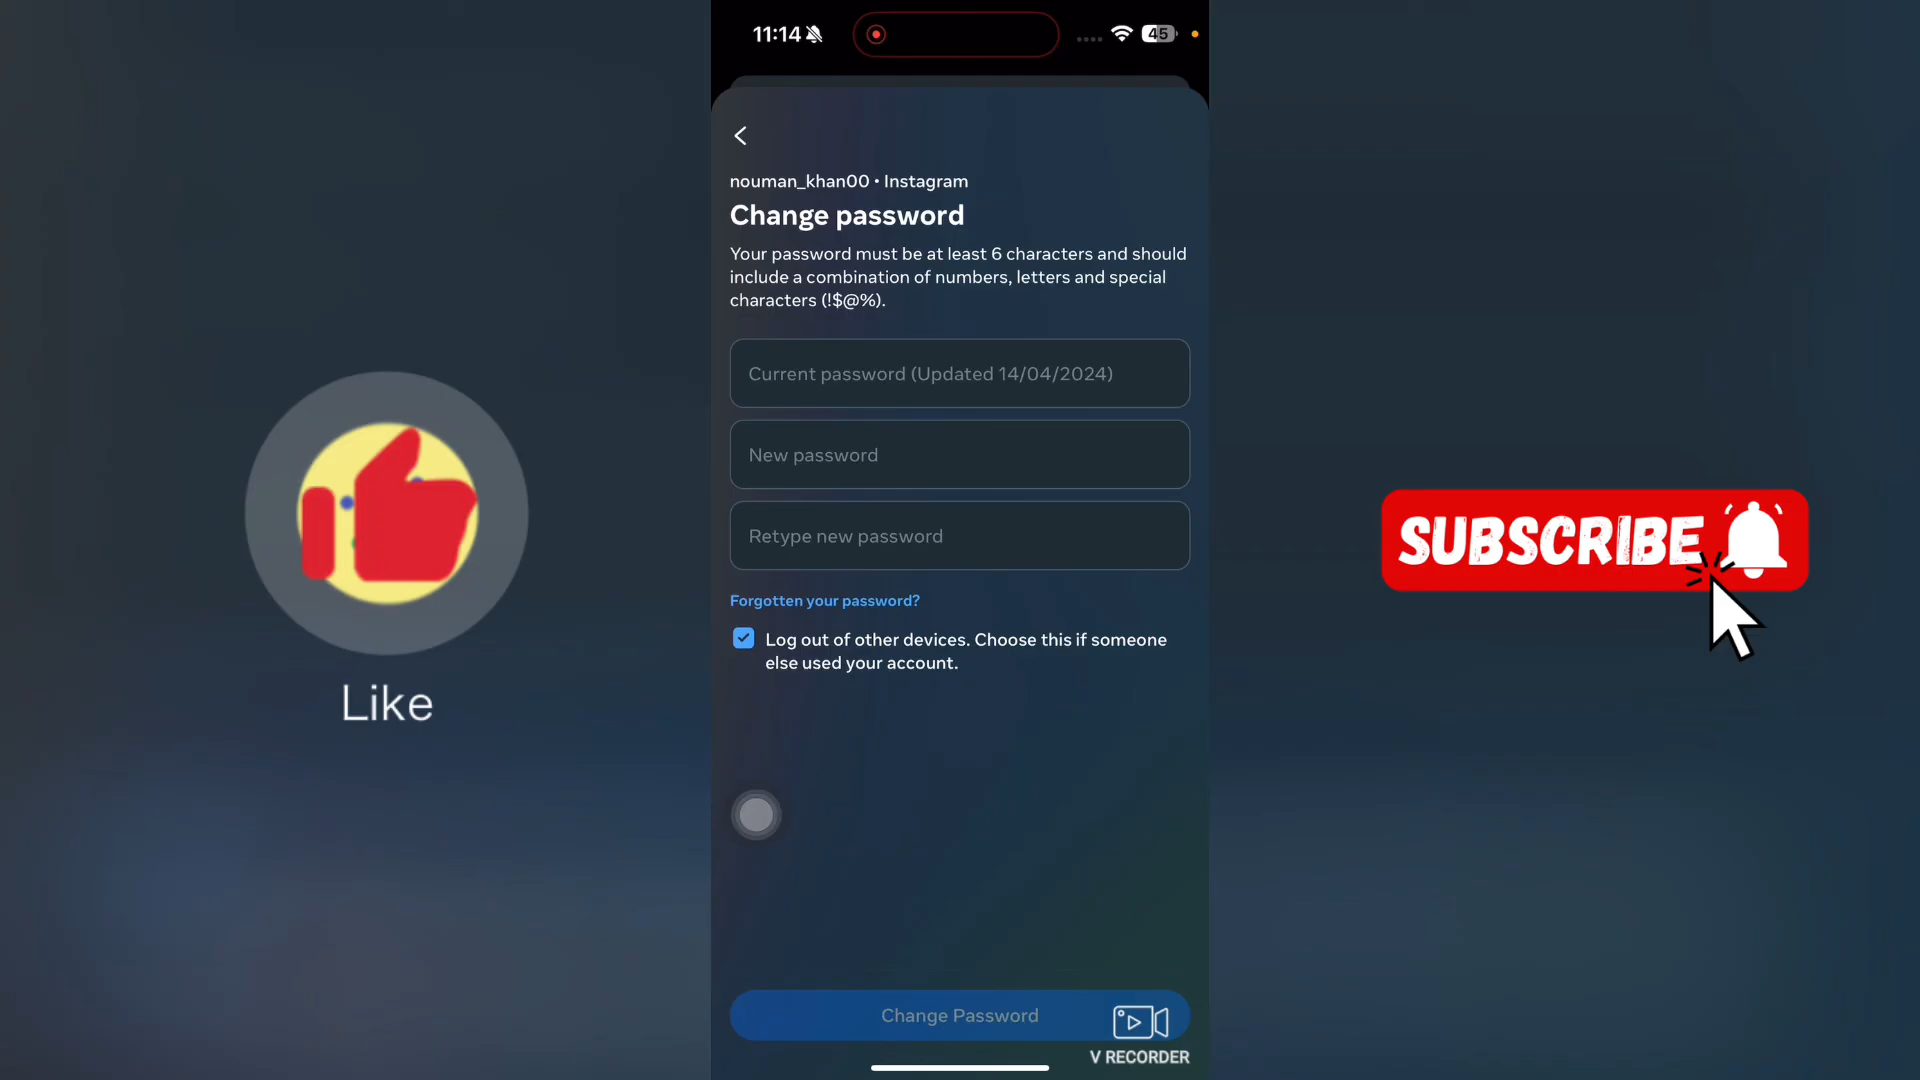 11:14
45
nouman_khan00 • Instagram
Change password
Your password must be at least 6 characters and should
include a combination of numbers, letters and special
characters (!$@%).
Current password (Updated 14/04/2024)
New password
Retype new password
Forgotten your password?
Log out of other devices. Choose this if someone
else used your account.
Like
SUBSCRIBE
Change Password
V RECORDER